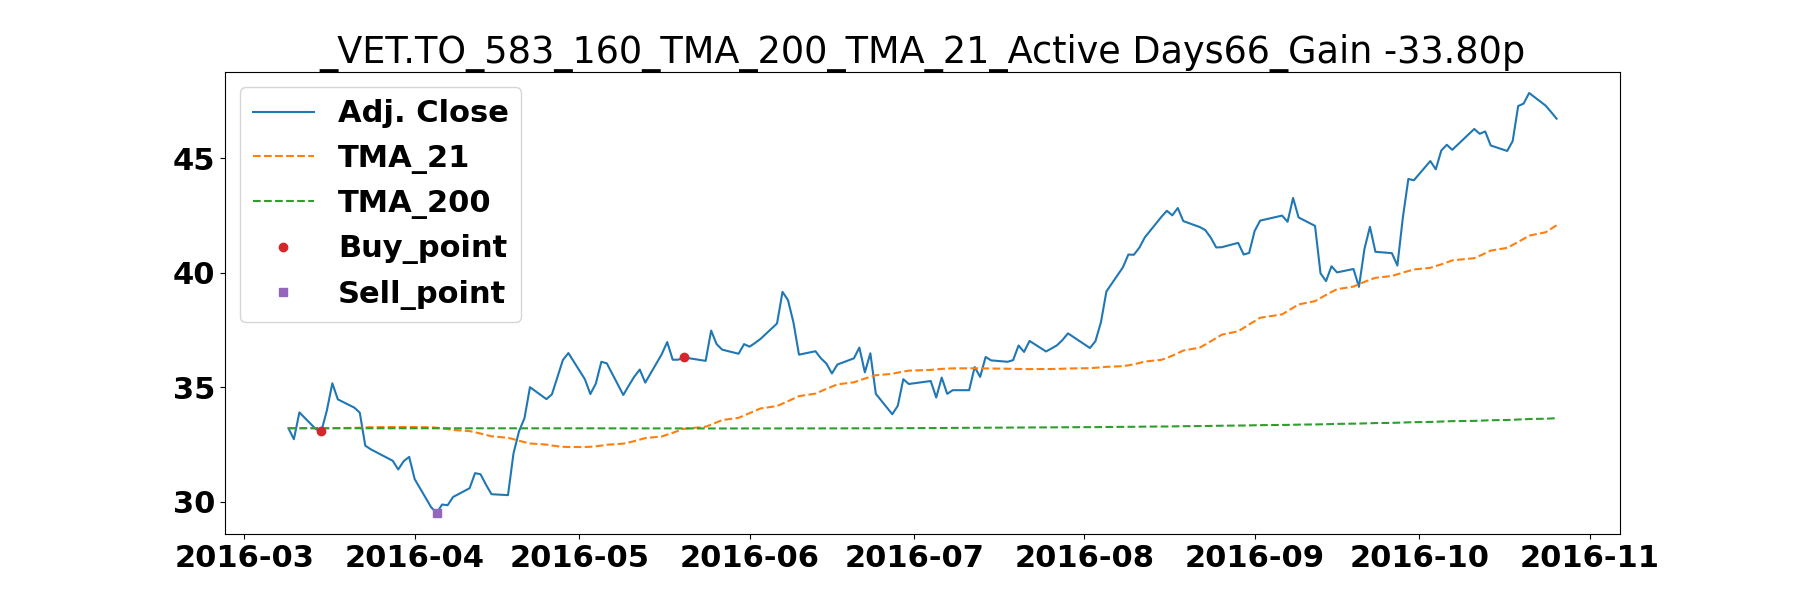 _VET.TO_583_160_TMA_200_TMA_21_Active Days66_Gain -33.80p
Adj. Close
TMA_21
TMA_200
Buy_point
Sell_point
45
40
35
30
2016-03 2016-04 2016-05 2016-06 2016-07 2016-08 2016-09 2016-10 2016-11